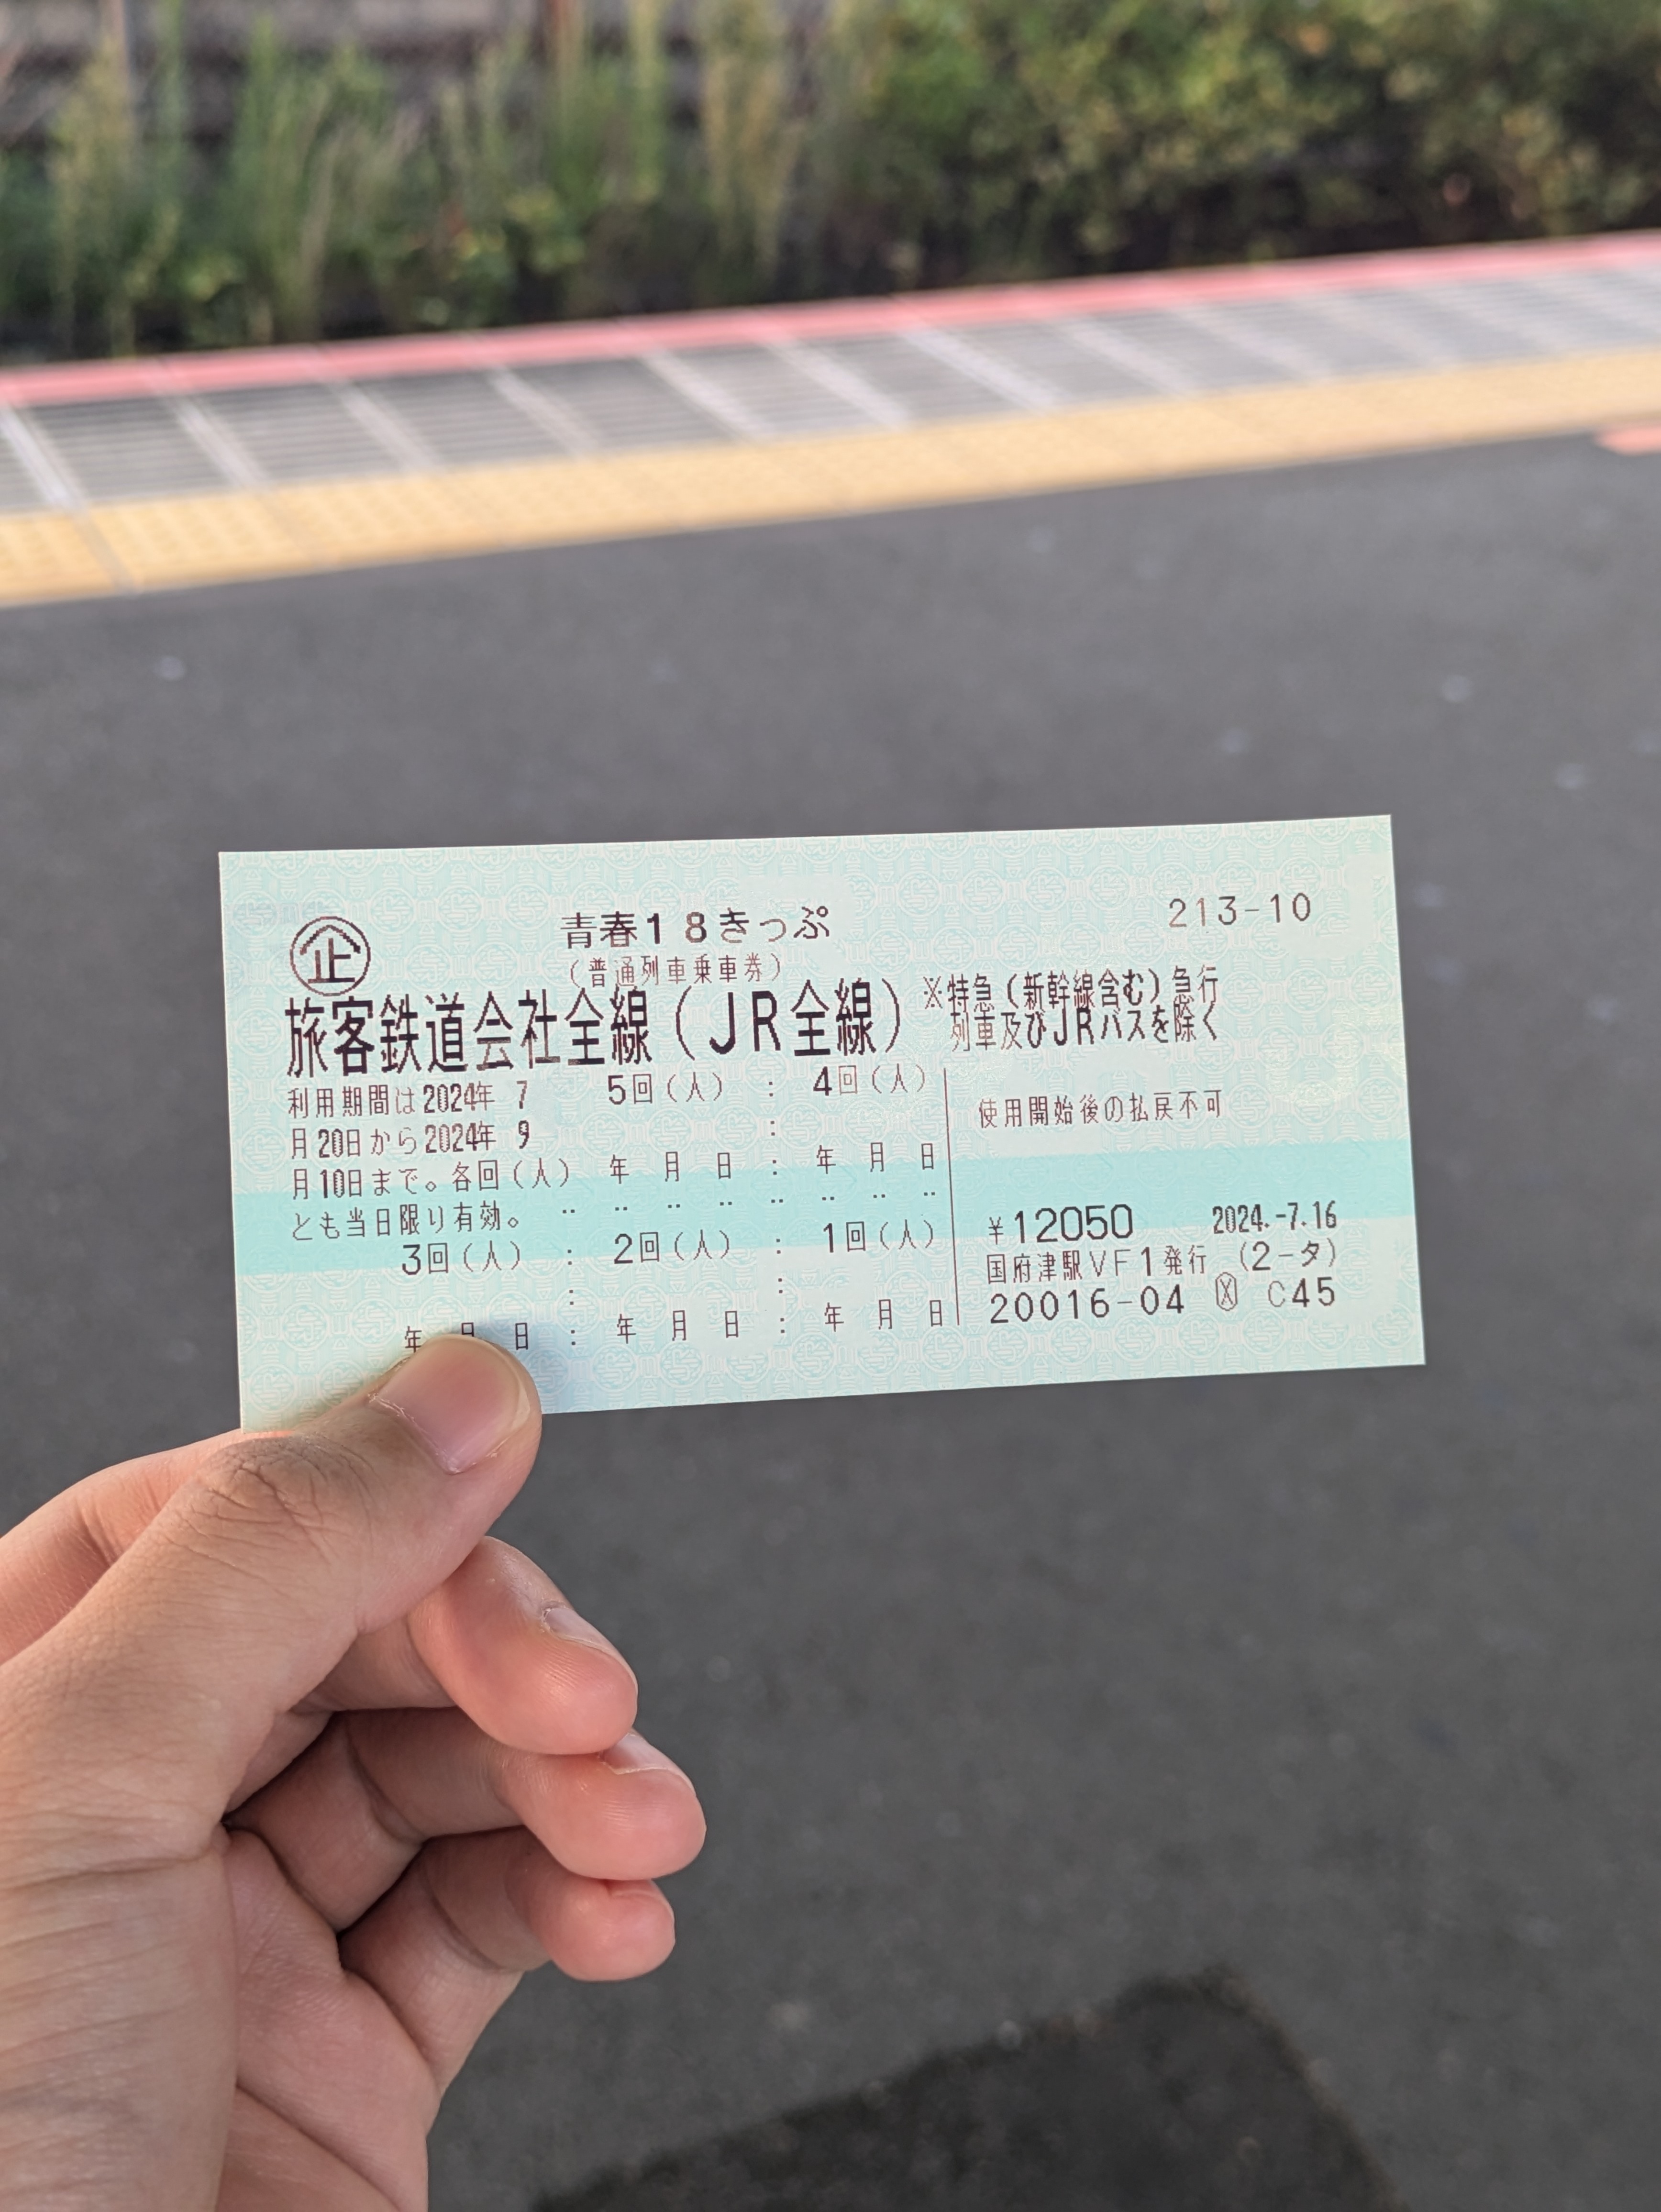 企 青春18きっぷ 213-10
(普通列車乗車券)
旅客鉄道会社全線(JR全線) ※特急(新幹線含む)急行
列車及びJRバスを除く
利用期間は2024年 7
月20日から2024年 9
月10日まで。各回(人)
とも当日限り有効。
5回(人) : 4回(人)
:
年 月 日 : 年 月 日
3回(人) : 2回(人) : 1回(人)
: :
年 月 日 : 年 月 日 : 年 月 日
使用開始後の払戻不可
¥12050 2024.-7.16
国府津駅VF1発行 (2-タ)
20016-04 X C45